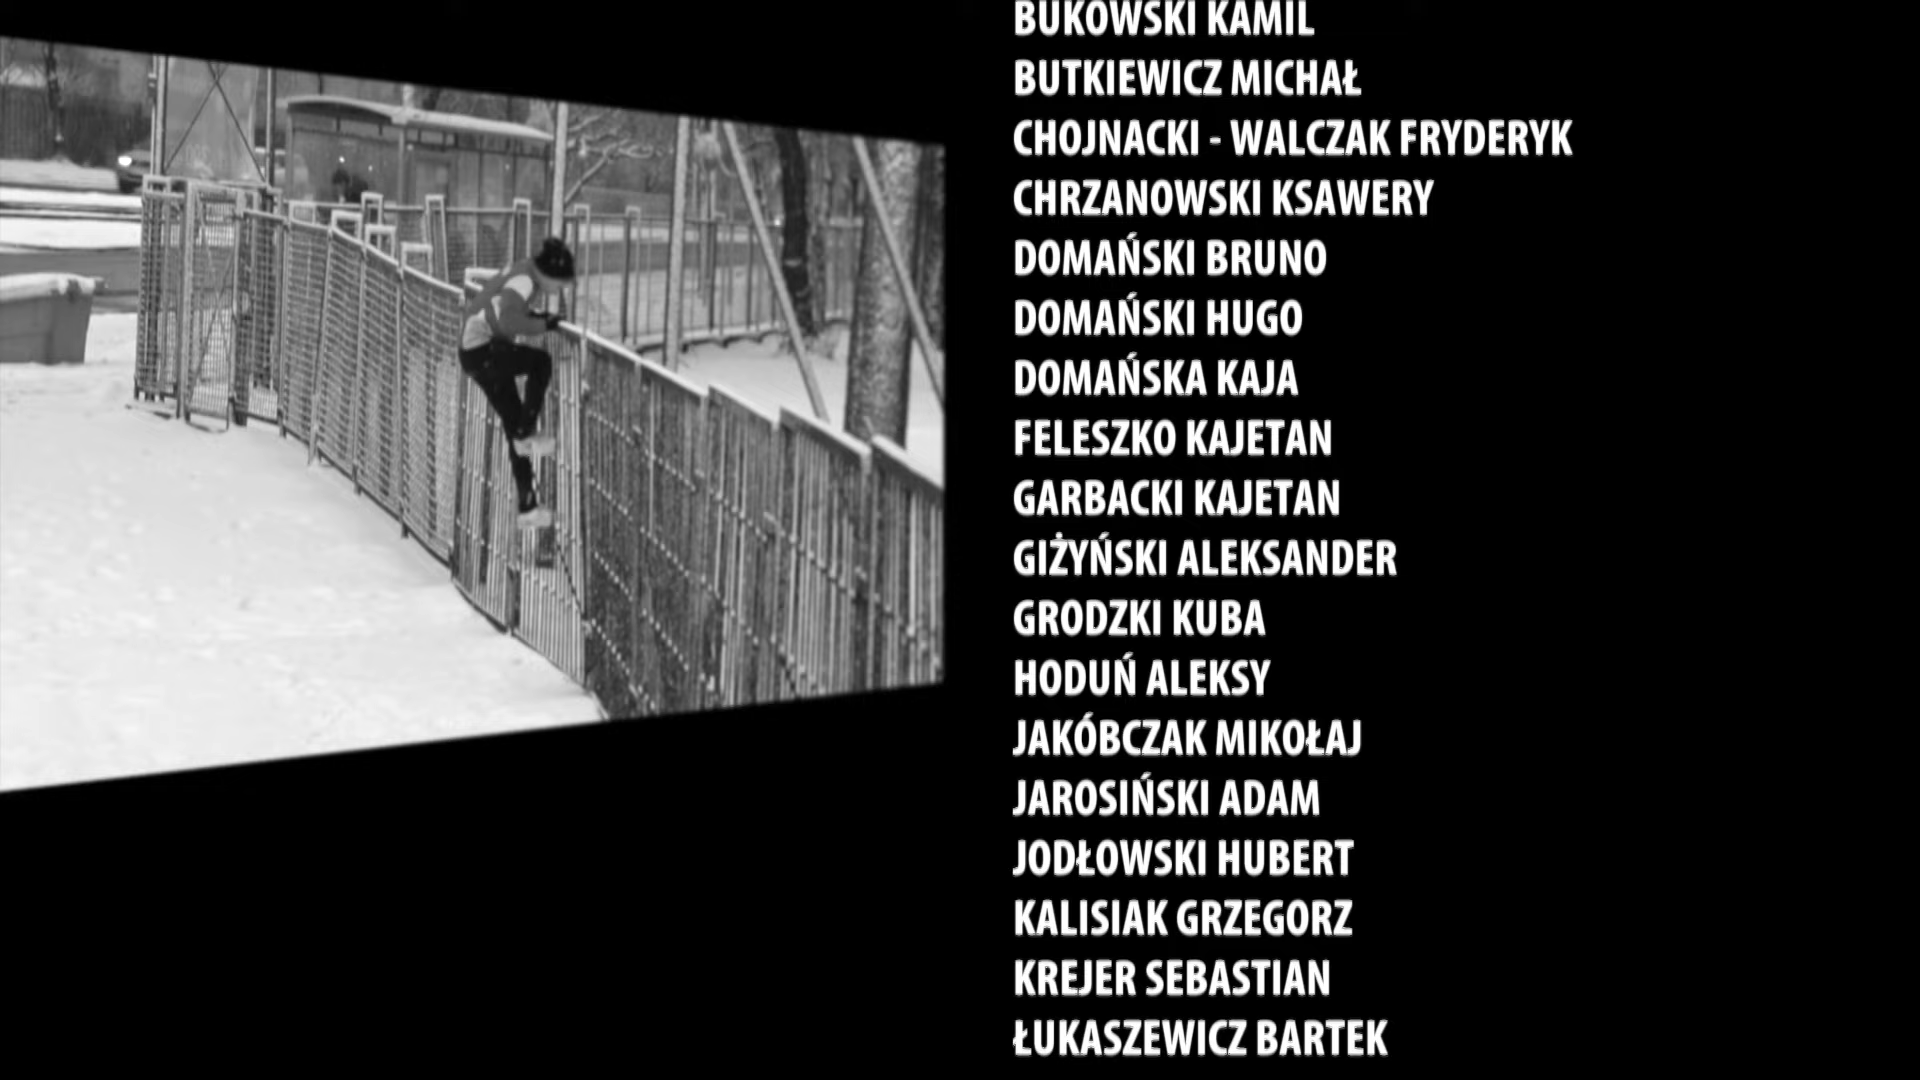 BUKOWSKI KAMIL
BUTKIEWICZ MICHAŁ
CHOJNACKI - WALCZAK FRYDERYK
CHRZANOWSKI KSAWERY
DOMAŃSKI BRUNO
DOMAŃSKI HUGO
DOMAŃSKA KAJA
FELESZKO KAJETAN
GARBACKI KAJETAN
GIŻYŃSKI ALEKSANDER
GRODZKI KUBA
HODUŃ ALEKSY
JAKÓBCZAK MIKOŁAJ
JAROSIŃSKI ADAM
JODŁOWSKI HUBERT
KALISIAK GRZEGORZ
KREJER SEBASTIAN
ŁUKASZEWICZ BARTEK